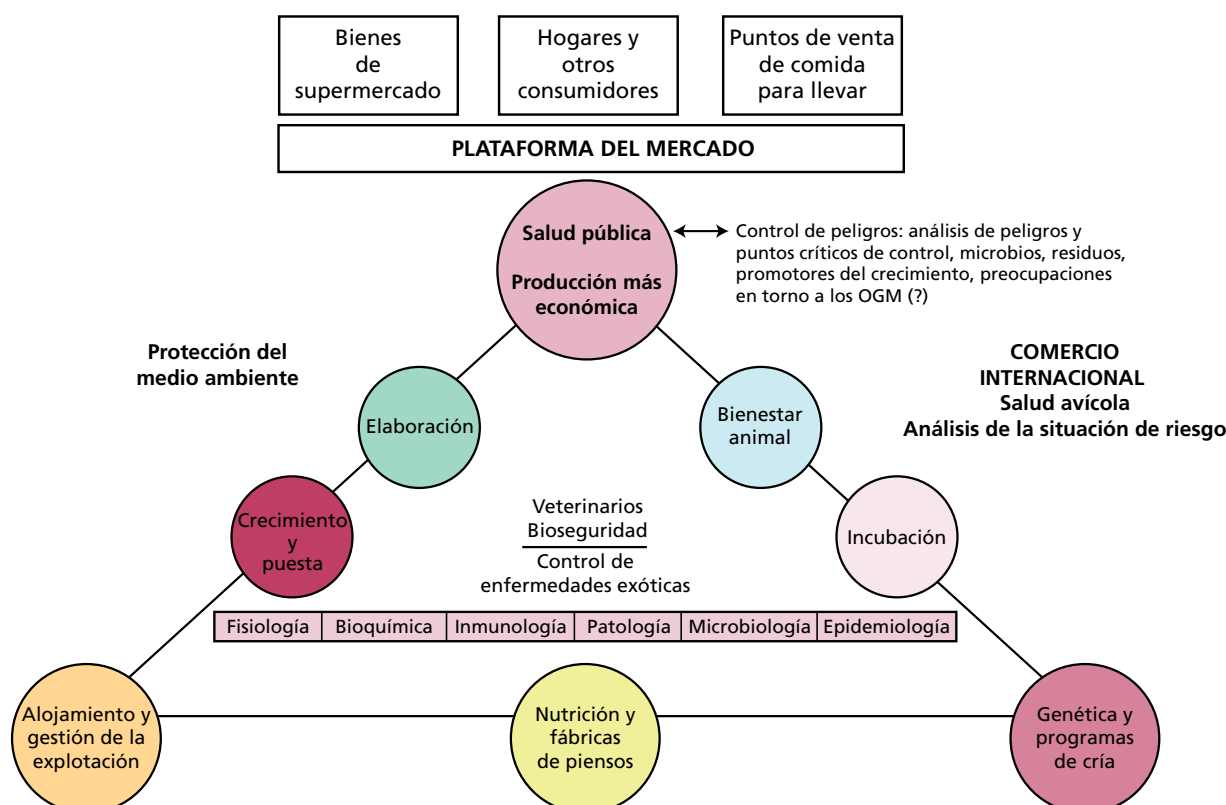 Bienes
de
supermercado
Hogares y
otros
consumidores
Puntos de venta
de comida
para llevar
PLATAFORMA DEL MERCADO
Salud pública
Producción más
económica
Control de peligros: análisis de peligros y
puntos críticos de control, microbios, residuos,
promotores del crecimiento, preocupaciones
en torno a los OGM (?)
Protección del
medio ambiente
COMERCIO
INTERNACIONAL
Salud avícola
Análisis de la situación de riesgo
Elaboración
Bienestar
animal
Crecimiento
y
puesta
Veterinarios
Bioseguridad
Control de
enfermedades exóticas
Incubación
Fisiología
Bioquímica
Inmunología
Patología
Microbiología
Epidemiología
Alojamiento y
gestión de la
explotación
Nutrición y
fábricas
de piensos
Genética y
programas
de cría